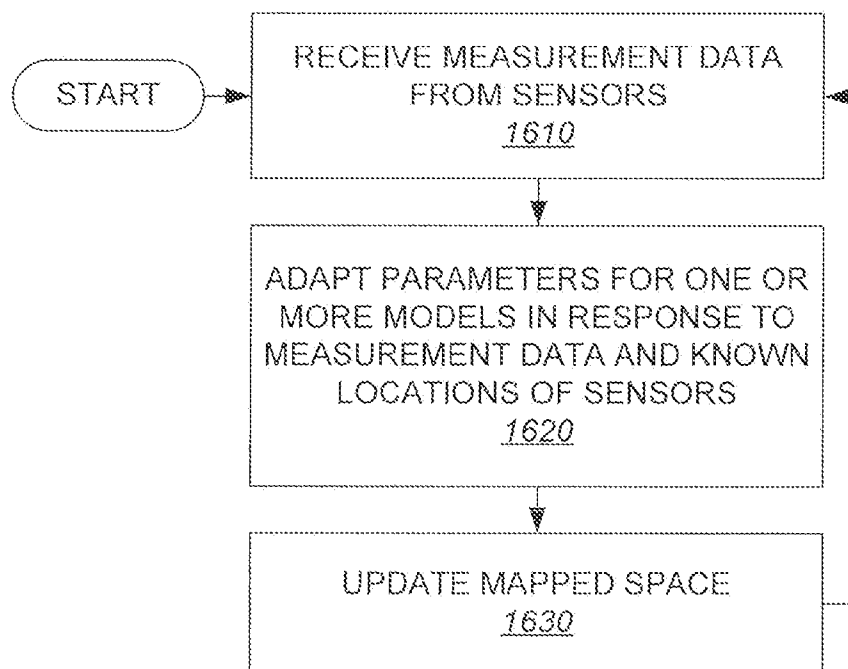 START
RECEIVE MEASUREMENT DATA
FROM SENSORS
1610
ADAPT PARAMETERS FOR ONE OR
MORE MODELS IN RESPONSE TO
MEASUREMENT DATA AND KNOWN
LOCATIONS OF SENSORS
1620
UPDATE MAPPED SPACE
1630